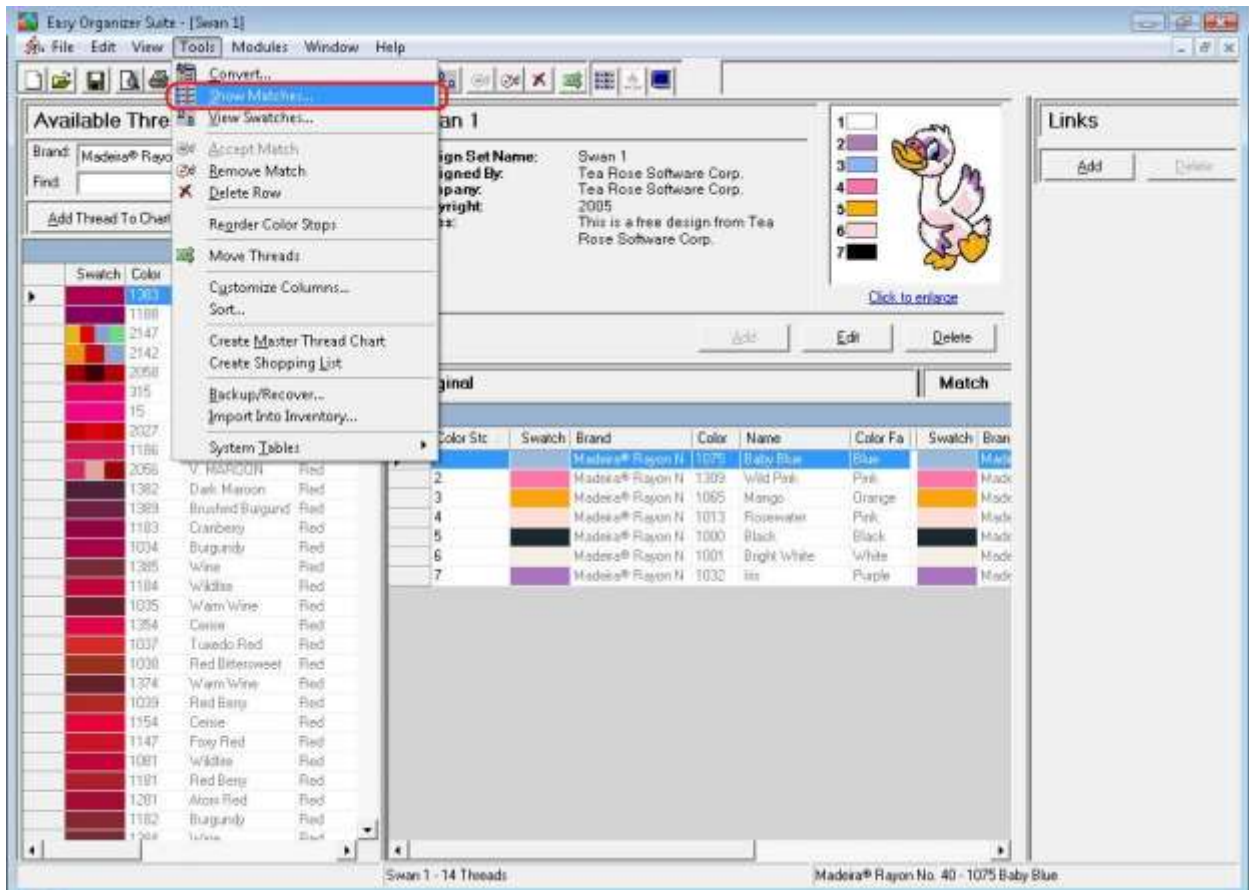 Easy Organizer Suite - [Swan 1]
File Edit View Tools Modules Window Help
Convert...
Show Matches...
View Swatches...
Accept Match
Remove Match
Delete Row
Reorder Color Stops
Move Threads
Customize Columns...
Sort...
Create Master Thread Chart
Create Shopping List
Backup/Recover...
Import Into Inventory...
System Tables
Available Thre
Brand: Madeira® Rayo
Find
Add Thread To Chart
Swatch Color
1383
1188
2147
2142
2058
315
15
2027
1186
2056 V. MAROON Red
1382 Dark Maroon Red
1389 Brushed Burgund Red
1183 Cranberry Red
1034 Burgundy Red
1385 Wine Red
1184 Wildfire Red
1035 Warm Wine Red
1354 Cerise Red
1037 Tuxedo Red Red
1038 Red Bittersweet Red
1374 Warm Wine Red
1039 Red Berry Red
1154 Cerise Red
1147 Foxy Red Red
1081 Wildfire Red
1181 Red Berry Red
1281 Atom Red Red
1182 Burgundy Red
Wine Red
an 1
ign Set Name: Swan 1
igned By: Tea Rose Software Corp.
mpany: Tea Rose Software Corp.
yright: 2005
es: This is a free design from Tea
Rose Software Corp.
1
2
3
4
5
6
7
Click to enlarge
Add Edit Delete
ginal Match
Color Stc Swatch Brand Color Name Color Fa Swatch Bran
Madeira® Rayon N 1075 Baby Blue Blue Made
2 Madeira® Rayon N 1309 Wild Pink Pink Made
3 Madeira® Rayon N 1065 Mango Orange Made
4 Madeira® Rayon N 1013 Rosewater Pink Made
5 Madeira® Rayon N 1000 Black Black Made
6 Madeira® Rayon N 1001 Bright White White Made
7 Madeira® Rayon N 1032 Iris Purple Made
Links
Add Delete
Swan 1 - 14 Threads
Madeira® Rayon No. 40 - 1075 Baby Blue